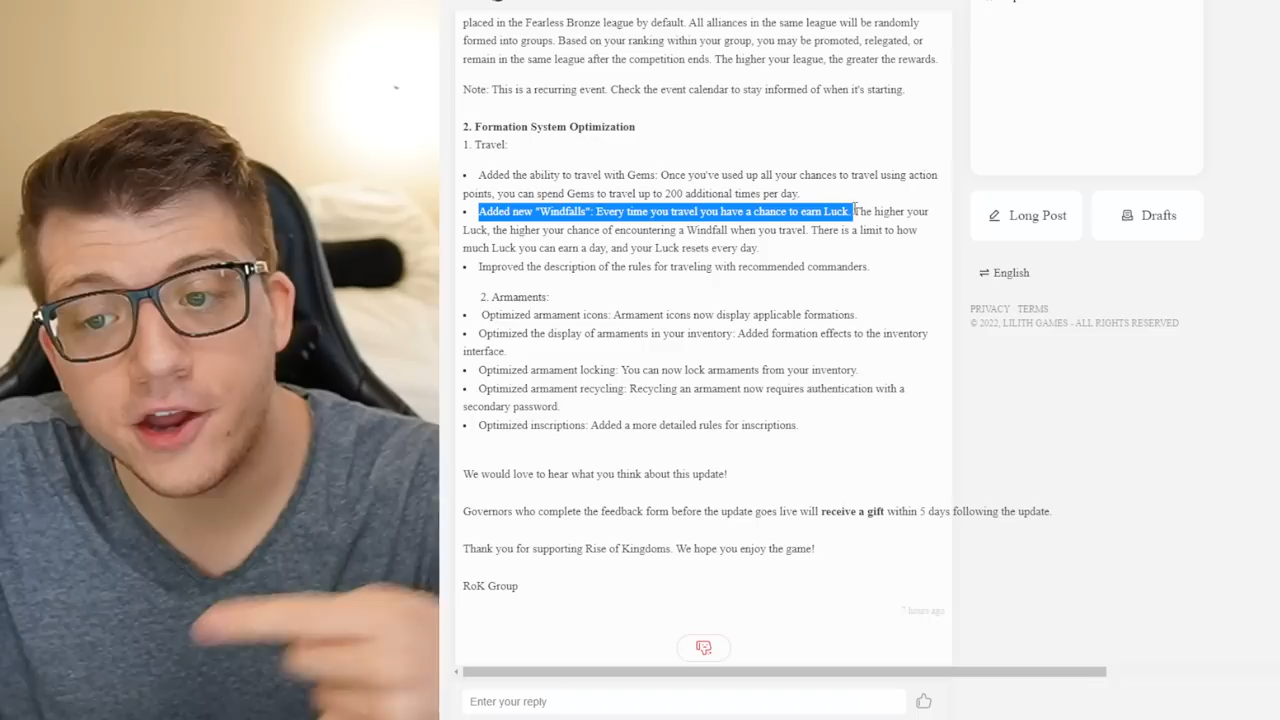 placed in the Fearless Bronze league by default. All alliances in the same league will be randomly
formed into groups. Based on your ranking within your group, you may be promoted, relegated, or
remain in the same league after the competition ends. The higher your league, the greater the rewards.
Note: This is a recurring event. Check the event calendar to stay informed of when it's starting.
2. Formation System Optimization
1. Travel:
• Added the ability to travel with Gems: Once you've used up all your chances to travel using action
points, you can spend Gems to travel up to 200 additional times per day.
• Added new "Windfalls": Every time you travel you have a chance to earn Luck. The higher your
Luck, the higher your chance of encountering a Windfall when you travel. There is a limit to how
much Luck you can earn a day, and your Luck resets every day.
• Improved the description of the rules for traveling with recommended commanders.
2. Armaments:
• Optimized armament icons: Armament icons now display applicable formations.
• Optimized the display of armaments in your inventory: Added formation effects to the inventory
interface.
• Optimized armament locking: You can now lock armaments from your inventory.
• Optimized armament recycling: Recycling an armament now requires authentication with a
secondary password.
• Optimized inscriptions: Added a more detailed rules for inscriptions.
We would love to hear what you think about this update!
Governors who complete the feedback form before the update goes live will receive a gift within 5 days following the update.
Thank you for supporting Rise of Kingdoms. We hope you enjoy the game!
RoK Group
7 hours ago
Enter your reply
Long Post
Drafts
English
PRIVACY TERMS
© 2022, LILITH GAMES - ALL RIGHTS RESERVED